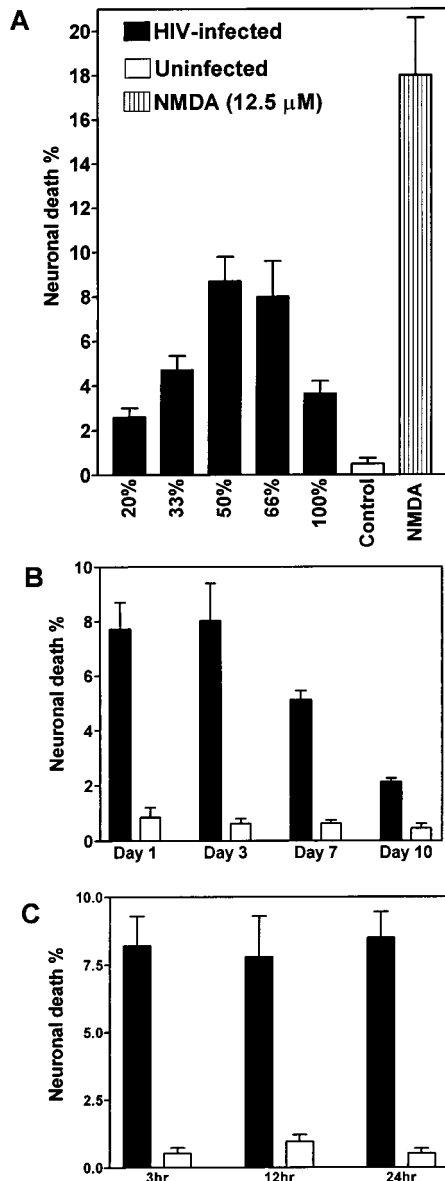 A
HIV-infected
Uninfected
NMDA (12.5 μM)
Neuronal death %
20
18
16
14
12
10
8
6
4
2
0
20%
33%
50%
66%
100%
Control
NMDA
B
Neuronal death %
10
8
6
4
2
0
Day 1
Day 3
Day 7
Day 10
C
Neuronal death %
10.0
7.5
5.0
2.5
0.0
3hr
12hr
24hr